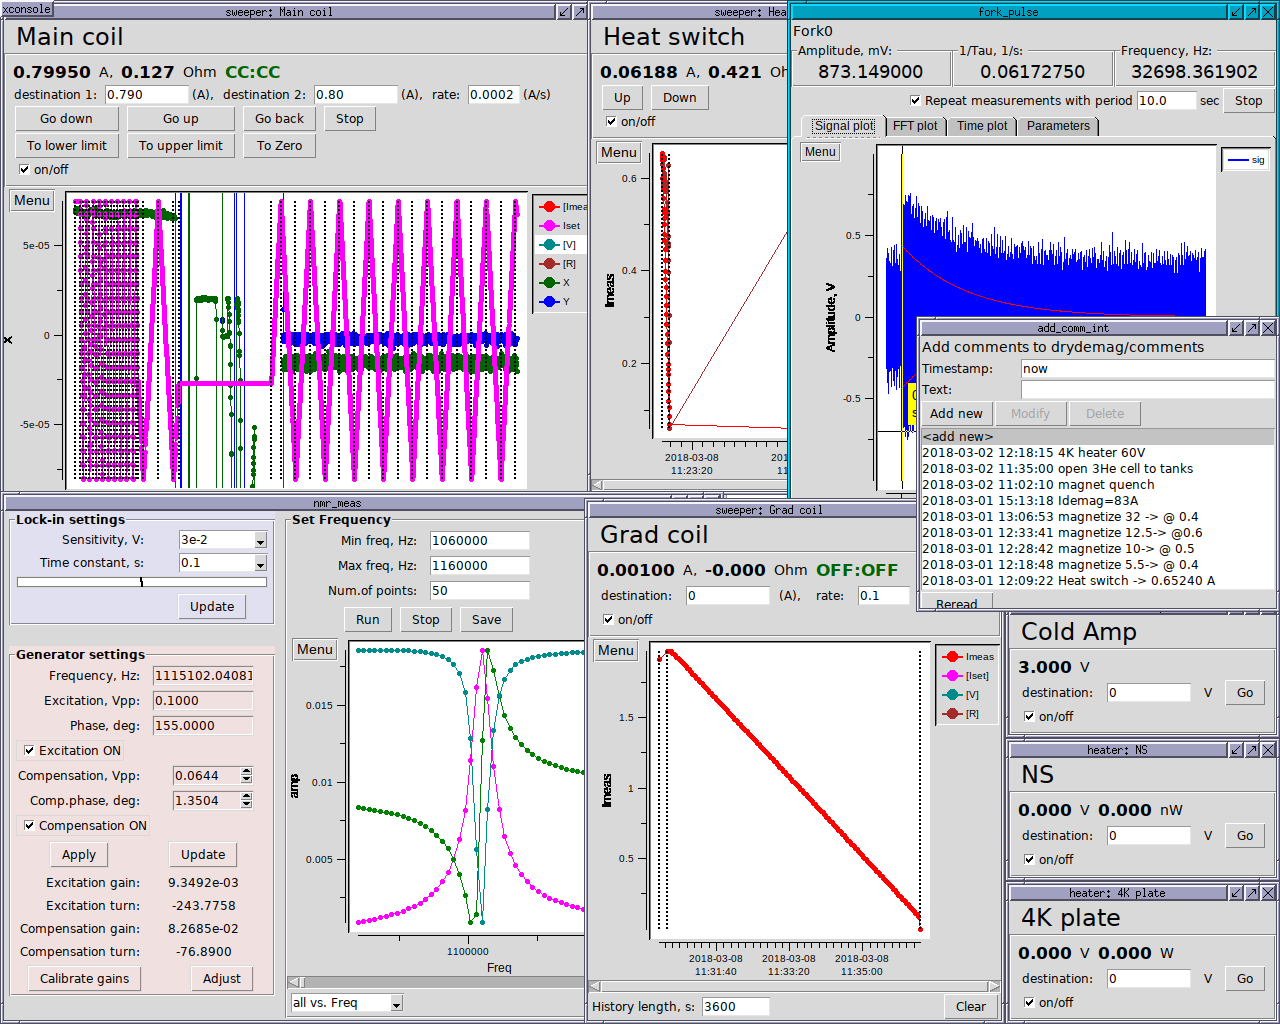 xconsole
sweeper: Main coil
Main coil
0.79950 A, 0.127 Ohm CC:CC
destination 1: 0.790 (A), destination 2: 0.80 (A), rate: 0.0002 (A/s)
Go down Go up Go back Stop
To lower limit To upper limit To Zero
on/off
Menu
5e-05
0
-5e-05
x
[Imea
Iset
[V]
[R]
X
Y
sweeper: Hea
Heat switch
0.06188 A, 0.421 Oh
Up Down
on/off
Menu
0.6
0.4
0.2
Imeas
2018-03-08
11:23:20
201
11:
fork_pulse
Fork0
Amplitude, mV: 1/Tau, 1/s: Frequency, Hz:
873.149000 0.06172750 32698.361902
Repeat measurements with period 10.0 sec Stop
Signal plot FFT plot Time plot Parameters
Menu
sig
0.5
0
-0.5
Amplitude, V
add_comm_int
Add comments to drydemag/comments
Timestamp: now
Text:
Add new Modify Delete
<add new>
2018-03-02 12:18:15 4K heater 60V
2018-03-02 11:35:00 open 3He cell to tanks
2018-03-02 11:02:10 magnet quench
2018-03-01 15:13:18 Idemag=83A
2018-03-01 13:06:53 magnetize 32 -> @ 0.4
2018-03-01 12:33:41 magnetize 12.5-> @0.6
2018-03-01 12:28:42 magnetize 10-> @ 0.5
2018-03-01 12:18:48 magnetize 5.5-> @ 0.4
2018-03-01 12:09:22 Heat switch -> 0.65240 A
Reread
nmr_meas
Lock-in settings
Sensitivity, V: 3e-2
Time constant, s: 0.1
Update
Generator settings
Frequency, Hz: 1115102.04081
Excitation, Vpp: 0.1000
Phase, deg: 155.0000
Excitation ON
Compensation, Vpp: 0.0644
Comp.phase, deg: 1.3504
Compensation ON
Apply Update
Excitation gain: 9.3492e-03
Excitation turn: -243.7758
Compensation gain: 8.2685e-02
Compensation turn: -76.8900
Calibrate gains Adjust
Set Frequency
Min freq, Hz: 1060000
Max freq, Hz: 1160000
Num.of points: 50
Run Stop Save
Menu
0.015
0.01
0.005
amp
1100000
Freq
all vs. Freq
sweeper: Grad coil
Grad coil
0.00100 A, -0.000 Ohm OFF:OFF
destination: 0 (A), rate: 0.1
on/off
Menu
Imeas
[Iset]
[V]
[R]
1.5
1
0.5
Imeas
2018-03-08 2018-03-08 2018-03-08
11:31:40 11:33:20 11:35:00
History length, s: 3600 Clear
Cold Amp
3.000 V
destination: 0 V Go
on/off
heater: NS
NS
0.000 V 0.000 nW
destination: 0 V Go
on/off
heater: 4K plate
4K plate
0.000 V 0.000 W
destination: 0 V Go
on/off